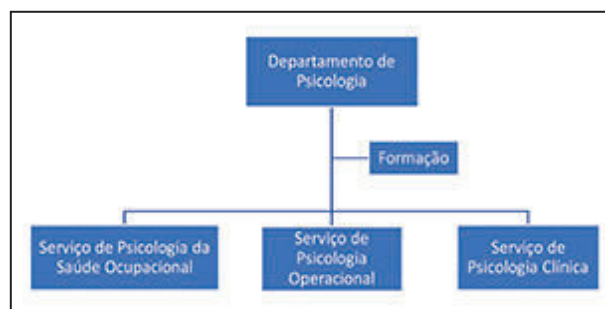 Departamento de
Psicologia
Formação
Serviço de Psicologia da
Saúde Ocupacional
Serviço de
Psicologia
Operacional
Serviço de
Psicologia Clínica